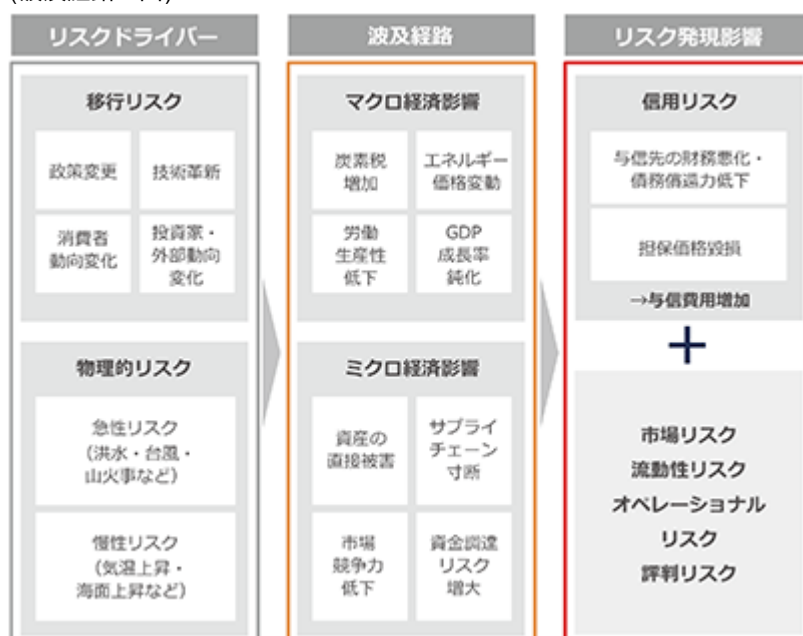 リスクドライバー
移行リスク
政策変更
技術革新
消費者
動向変化
投資家・
外部動向
変化
物理的リスク
急性リスク
（洪水・台風・
山火事など）
慢性リスク
（気温上昇・
海面上昇など）
波及経路
マクロ経済影響
炭素税
増加
エネルギー
価格変動
労働
生産性
低下
GDP
成長率
鈍化
ミクロ経済影響
資産の
直接被害
サプライ
チェーン
寸断
市場
競争力
低下
資金調達
リスク
増大
リスク発現影響
信用リスク
与信先の財務悪化・
債務償還力低下
担保価格毀損
→与信費用増加
＋
市場リスク
流動性リスク
オペレーショナル
リスク
評判リスク